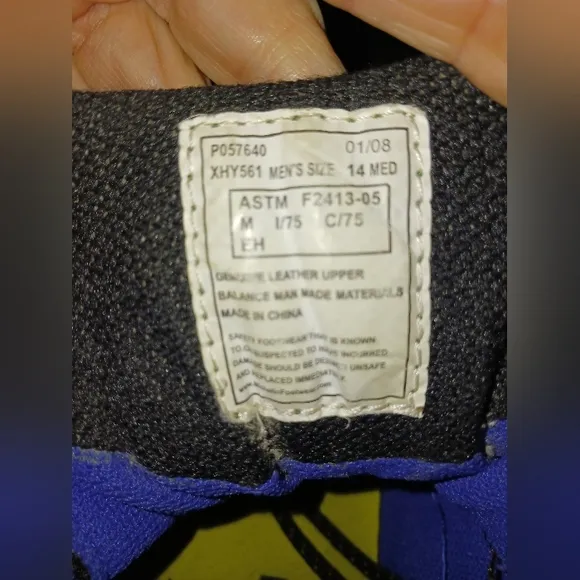 P057640 01/08
XHY561 MEN'S SIZE 14 MED
ASTM F2413-05
M I/75 C/75
EH
GENUINE LEATHER UPPER
BALANCE MAN MADE MATERIALS
MADE IN CHINA
SAFETY FOOTWEAR THAT IS KNOWN
TO OR SUSPECTED TO HAVE INCURRED
DAMAGE SHOULD BE DEEMED UNSAFE
AND REPLACED IMMEDIATELY